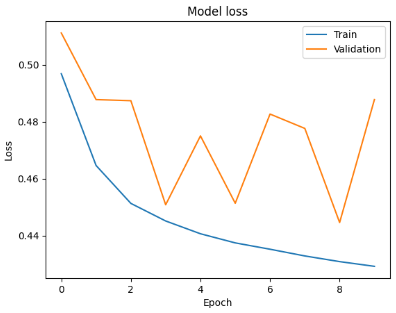 Model loss
Train
Validation
0.50
0.48
0.46
0.44
Loss
0 2 4 6 8
Epoch